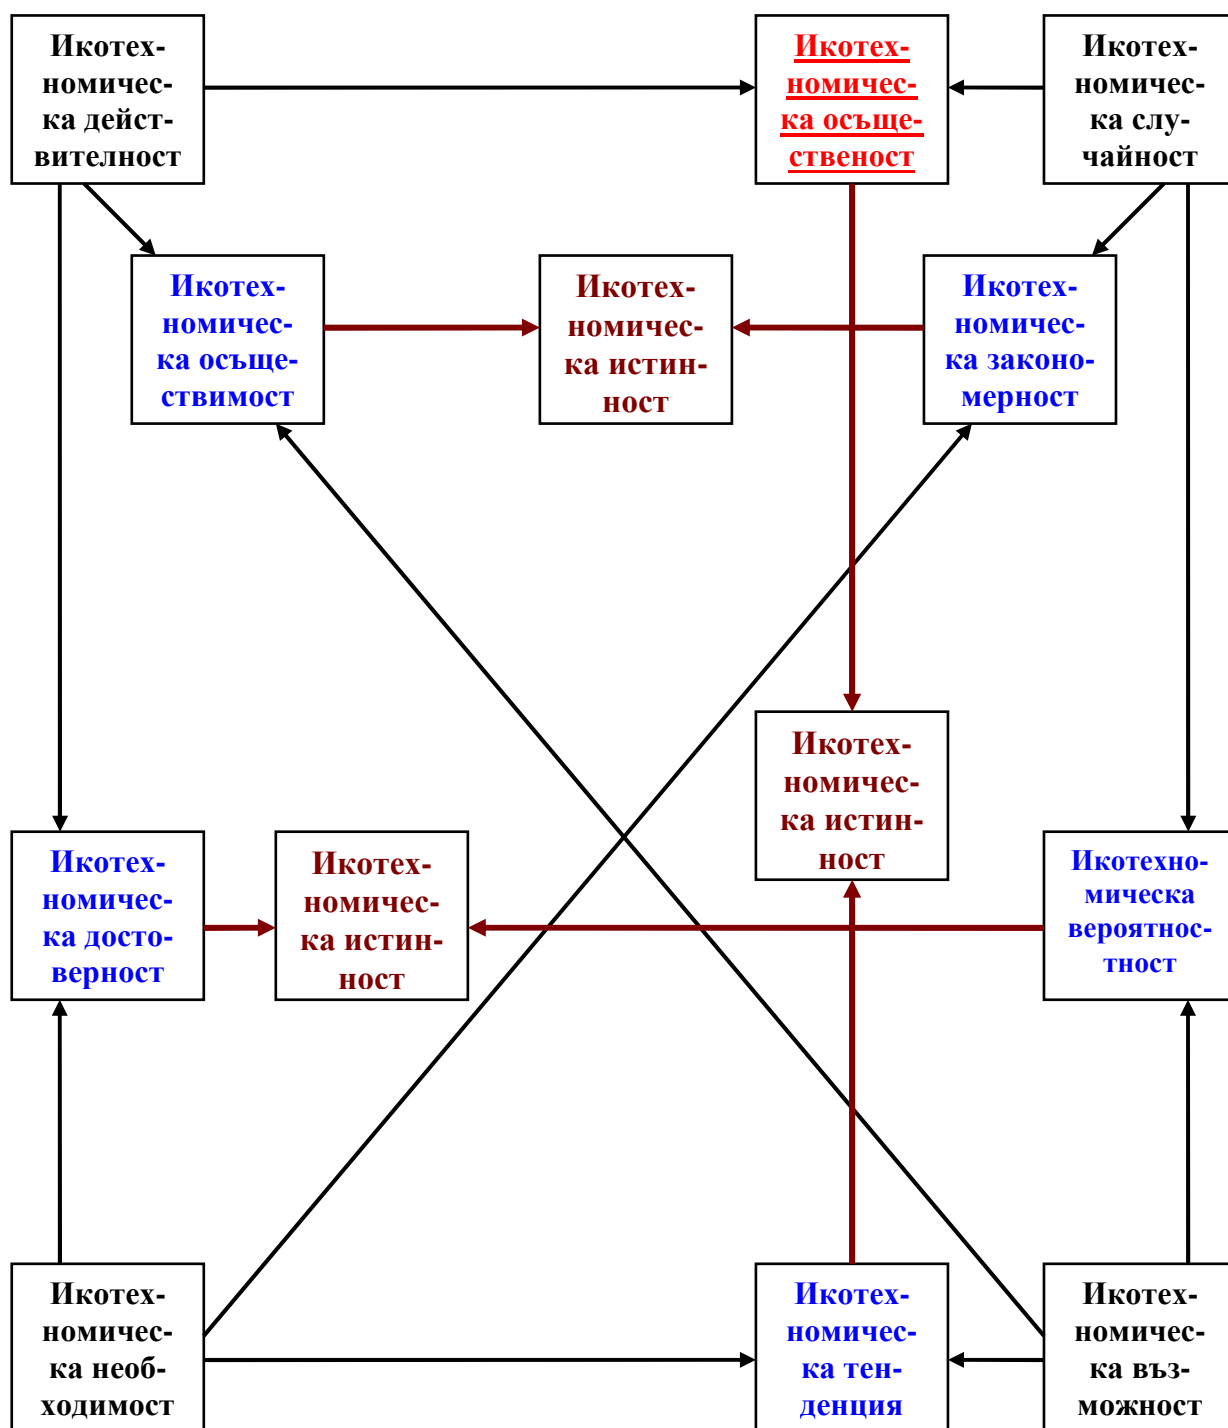 Икотех-
номичес-
ка дейст-
вителност
Икотех-
номичес-
ка осъще-
ственост
Икотех-
номичес-
ка слу-
чайност
Икотех-
номичес-
ка осъще-
ствимост
Икотех-
номичес-
ка истин-
ност
Икотех-
номичес-
ка законо-
мерност
Икотех-
номичес-
ка истин-
ност
Икотех-
номичес-
ка досто-
верност
Икотех-
номичес-
ка истин-
ност
Икотехно-
мическа
вероятнос-
тност
Икотех-
номичес-
ка необ-
ходимост
Икотех-
номичес-
ка тен-
денция
Икотех-
номичес-
ка въз-
можност